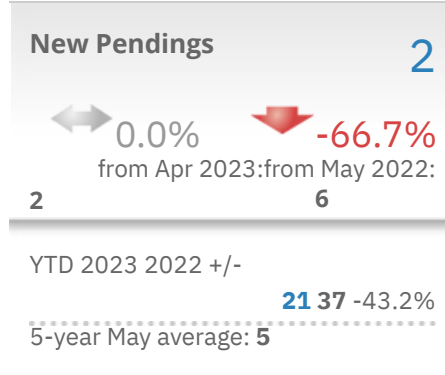 New Pendings
2
0.0% -66.7%
from Apr 2023:from May 2022:
2 6
YTD 2023 2022 +/-
21 37 -43.2%
5-year May average: 5